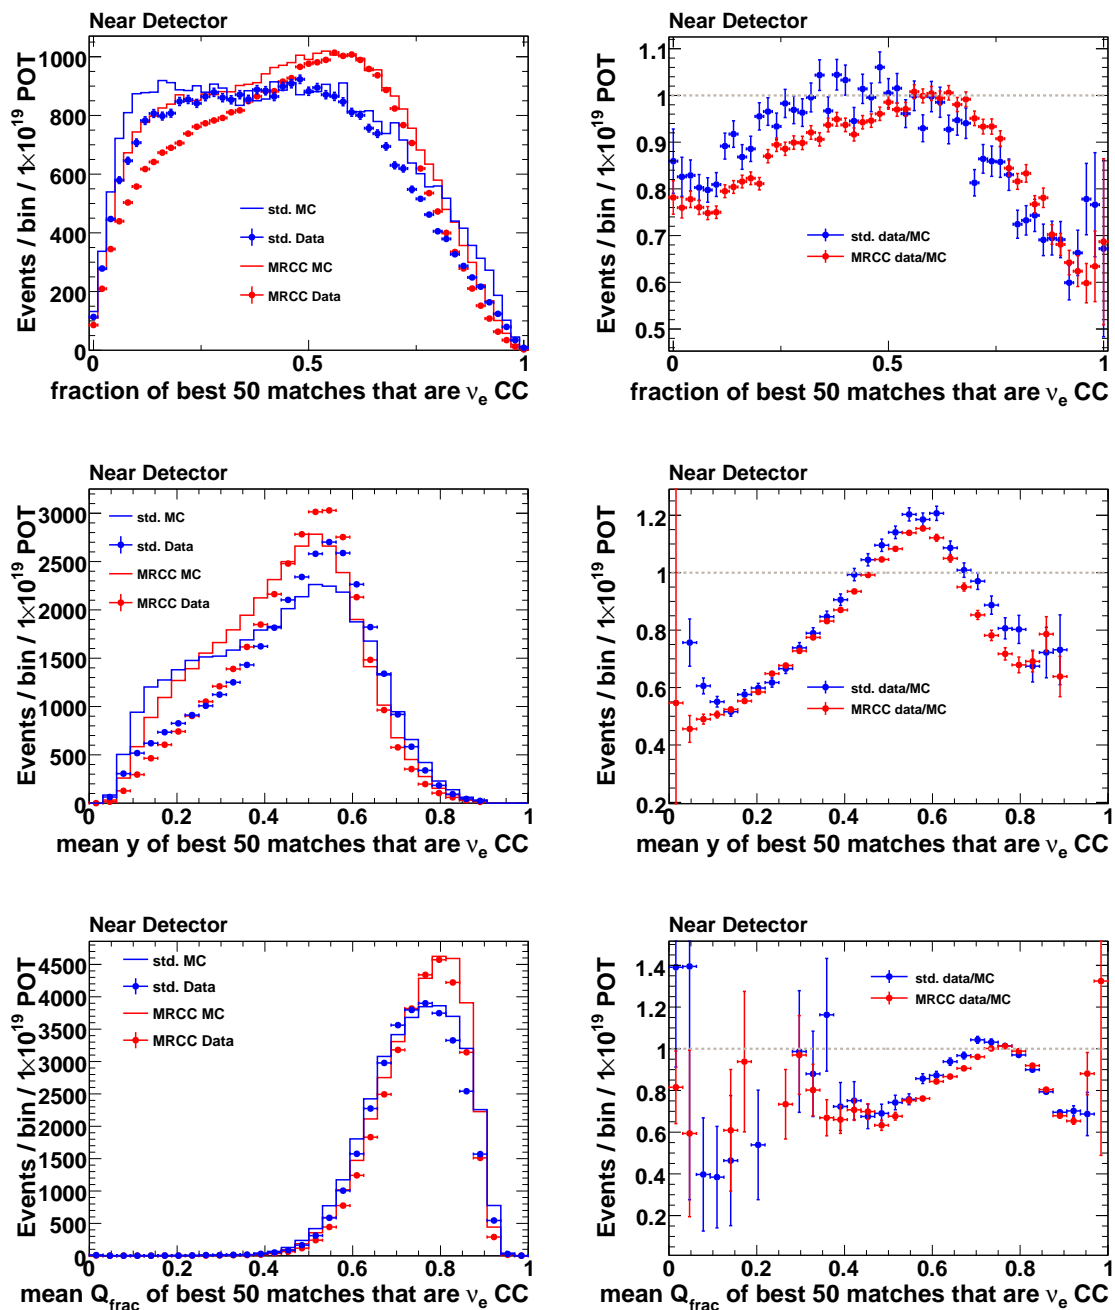 Near Detector
Events / bin / 1×10¹⁹ POT
1000
800
600
400
200
0
0 0.5 1
std. MC
std. Data
MRCC MC
MRCC Data
fraction of best 50 matches that are νₑ CC
Near Detector
Events / bin / 1×10¹⁹ POT
1.1
1
0.9
0.8
0.7
0.6
0.5
0 0.5 1
std. data/MC
MRCC data/MC
fraction of best 50 matches that are νₑ CC
Near Detector
Events / bin / 1×10¹⁹ POT
3000
2500
2000
1500
1000
500
0
0 0.2 0.4 0.6 0.8 1
std. MC
std. Data
MRCC MC
MRCC Data
mean y of best 50 matches that are νₑ CC
Near Detector
Events / bin / 1×10¹⁹ POT
1.2
1
0.8
0.6
0.4
0.2
0 0.2 0.4 0.6 0.8 1
std. data/MC
MRCC data/MC
mean y of best 50 matches that are νₑ CC
Near Detector
Events / bin / 1×10¹⁹ POT
4500
4000
3500
3000
2500
2000
1500
1000
500
0
0 0.2 0.4 0.6 0.8 1
std. MC
std. Data
MRCC MC
MRCC Data
mean Q_frac of best 50 matches that are νₑ CC
Near Detector
Events / bin / 1×10¹⁹ POT
1.4
1.2
1
0.8
0.6
0.4
0.2
0 0.2 0.4 0.6 0.8 1
std. data/MC
MRCC data/MC
mean Q_frac of best 50 matches that are νₑ CC